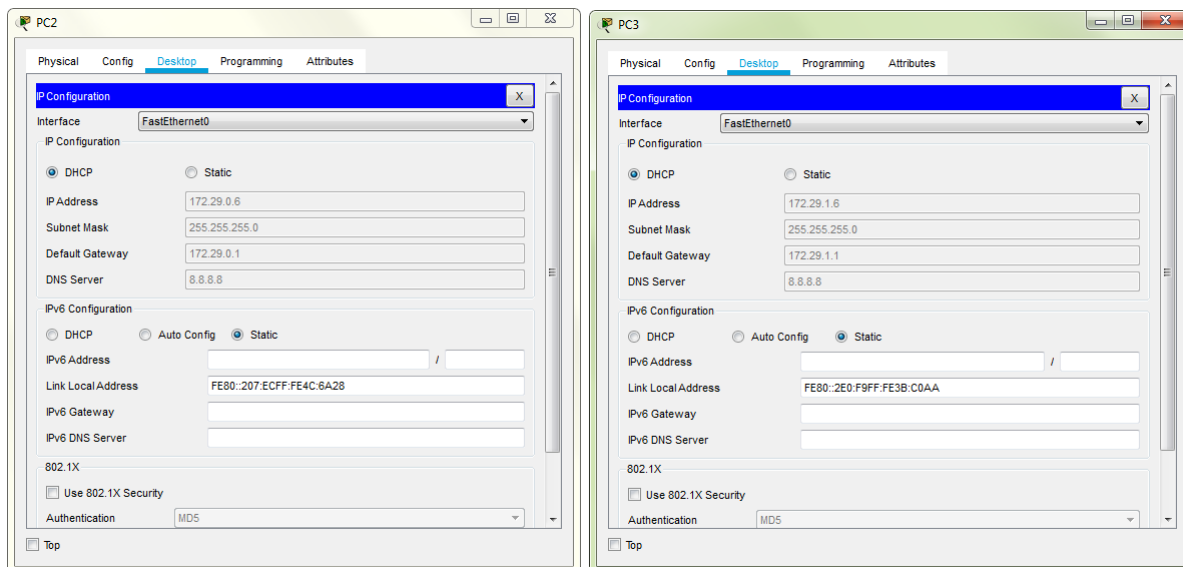 PC2
Physical Config Desktop Programming Attributes
IP Configuration X
Interface FastEthernet0
IP Configuration
DHCP Static
IP Address 172.29.0.6
Subnet Mask 255.255.255.0
Default Gateway 172.29.0.1
DNS Server 8.8.8.8
IPv6 Configuration
DHCP Auto Config Static
IPv6 Address /
Link Local Address FE80::207:ECFF:FE4C:6A28
IPv6 Gateway
IPv6 DNS Server
802.1X
Use 802.1X Security
Authentication MD5
Top
PC3
Physical Config Desktop Programming Attributes
IP Configuration X
Interface FastEthernet0
IP Configuration
DHCP Static
IP Address 172.29.1.6
Subnet Mask 255.255.255.0
Default Gateway 172.29.1.1
DNS Server 8.8.8.8
IPv6 Configuration
DHCP Auto Config Static
IPv6 Address /
Link Local Address FE80::2E0:F9FF:FE3B:C0AA
IPv6 Gateway
IPv6 DNS Server
802.1X
Use 802.1X Security
Authentication MD5
Top